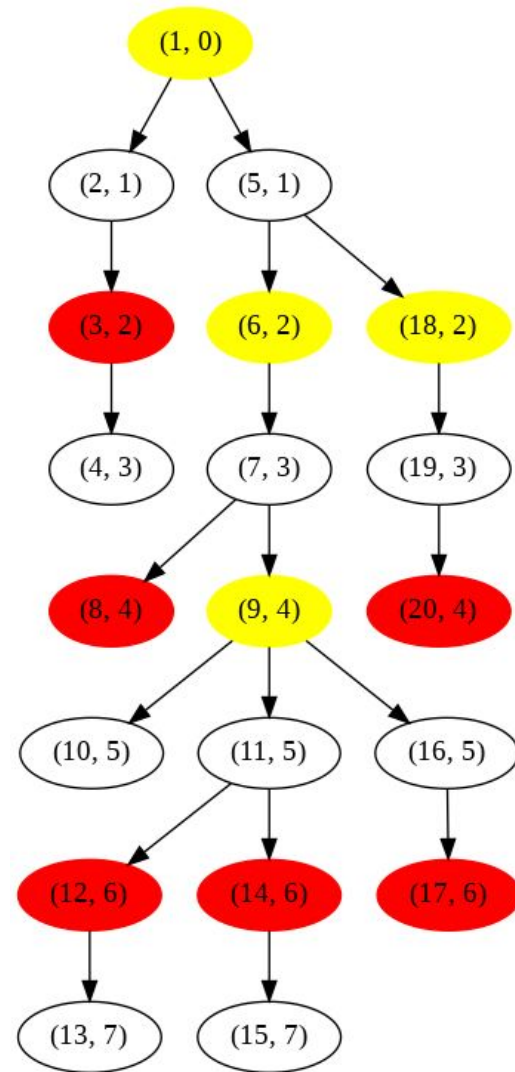 (1, 0)
(2, 1) (5, 1)
(3, 2) (6, 2) (18, 2)
(4, 3) (7, 3) (19, 3)
(8, 4) (9, 4) (20, 4)
(10, 5) (11, 5) (16, 5)
(12, 6) (14, 6) (17, 6)
(13, 7) (15, 7)